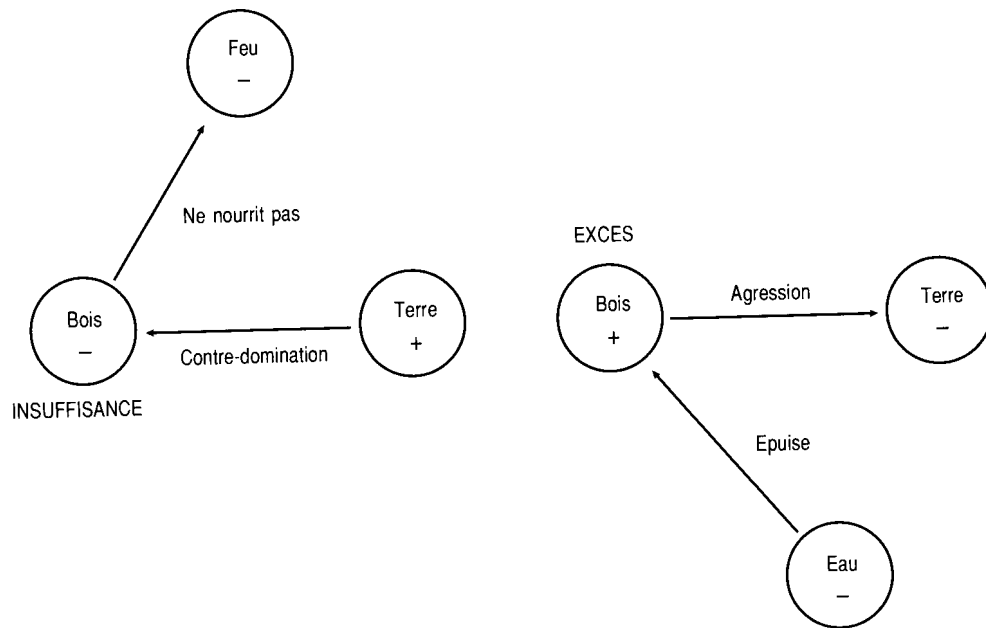 Feu
–
Ne nourrit pas
Bois
–
Terre
+
Contre-domination
INSUFFISANCE
EXCES
Bois
+
Agression
Terre
–
Epuise
Eau
–